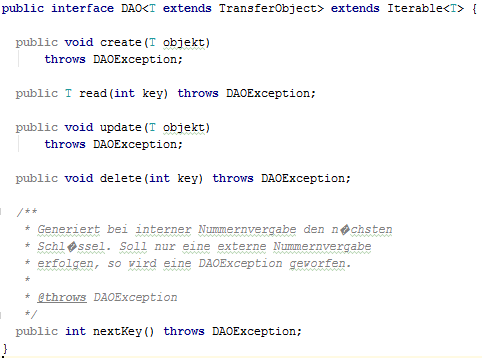 public interface DAO<T extends TransferObject> extends Iterable<T> {
public void create(T objekt)
throws DAOException;
public T read(int key) throws DAOException;
public void update(T objekt)
throws DAOException;
public void delete(int key) throws DAOException;
/**
* Generiert bei interner Nummernvergabe den n�chsten
* Schl�ssel. Soll nur eine externe Nummernvergabe
* erfolgen, so wird eine DAOException geworfen.
*
* @throws DAOException
*/
public int nextKey() throws DAOException;
}